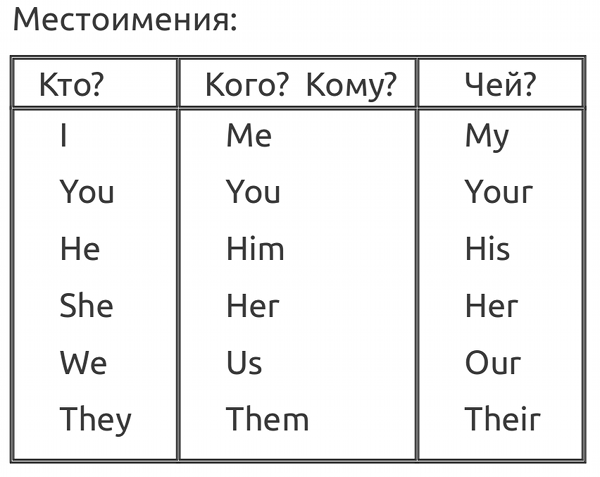 Местоимения:
Кто? Кого? Кому? Чей?
I Me My
You You Your
He Him His
She Her Her
We Us Our
They Them Their